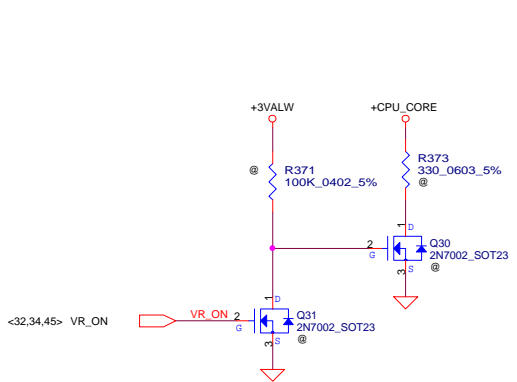 +3VALW
+CPU_CORE
@
R371
100K_0402_5%
R373
330_0603_5%
@
1
D
2
G
Q30
2N7002_SOT23
3
S
@
1
D
<32,34,45> VR_ON
VR_ON
2
G
Q31
2N7002_SOT23
3
S
@